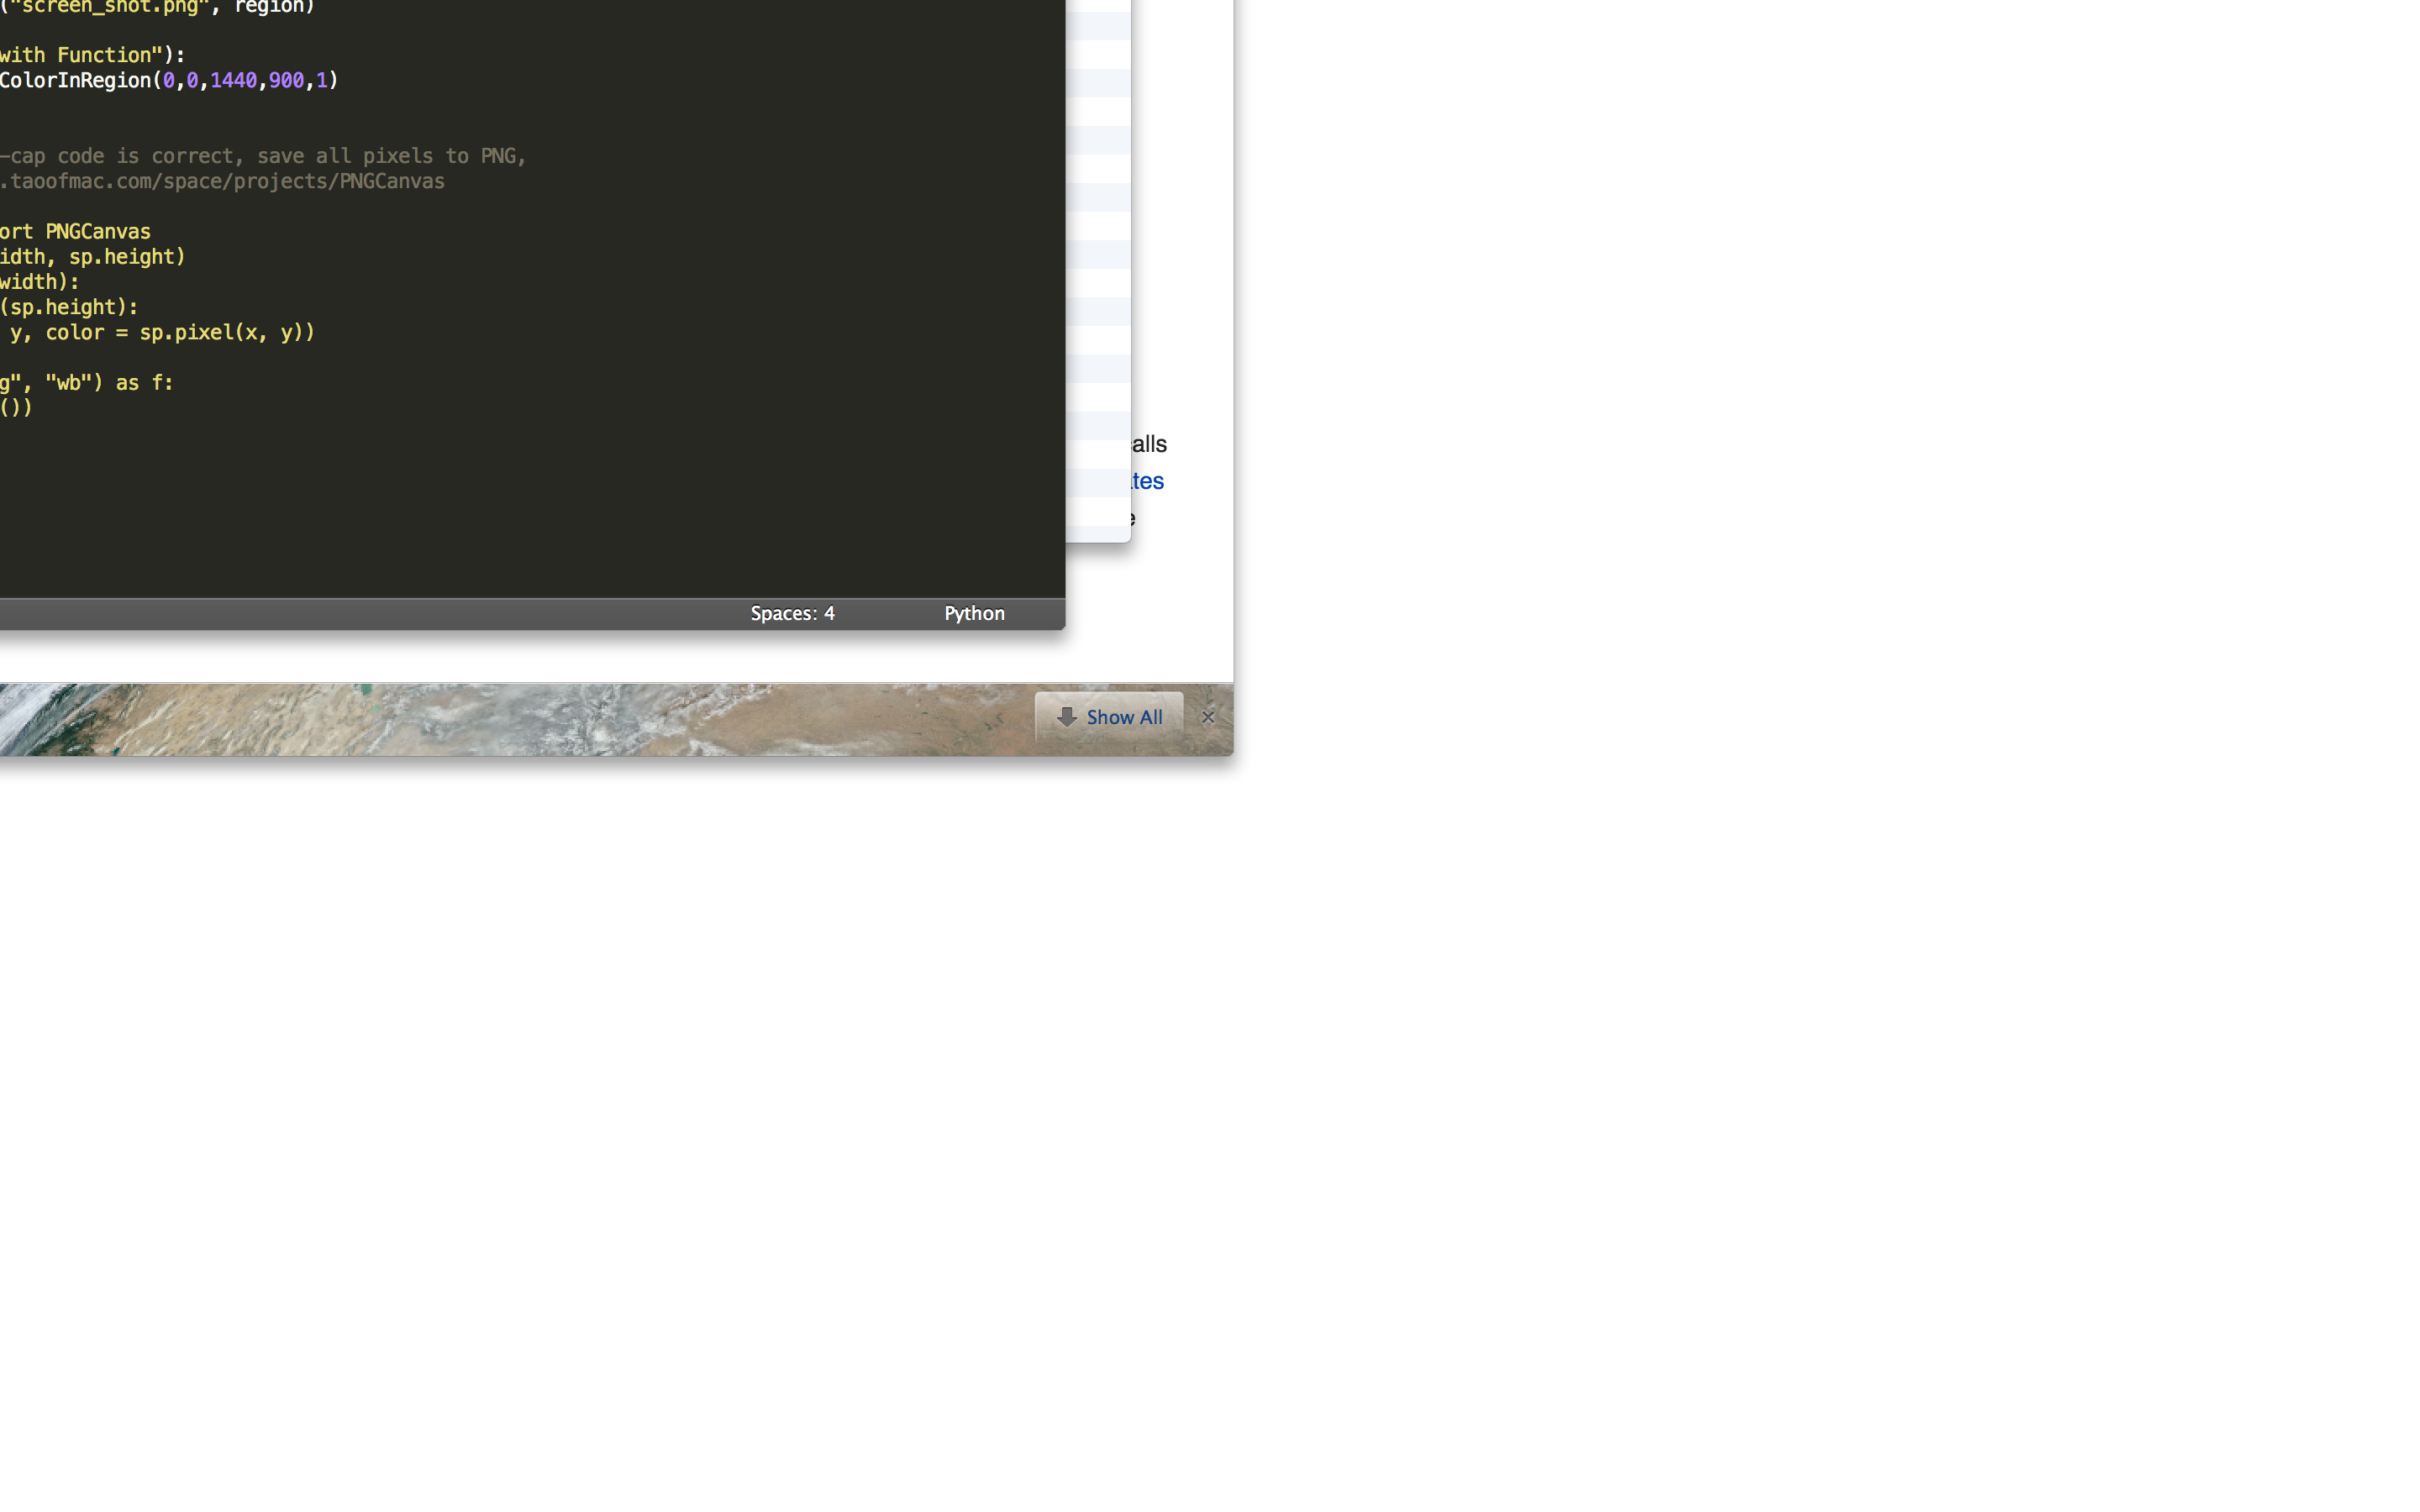 ("screen_shot.png", region)
with Function"):
ColorInRegion(0,0,1440,900,1)
-cap code is correct, save all pixels to PNG,
.taoofmac.com/space/projects/PNGCanvas
ort PNGCanvas
idth, sp.height)
width):
(sp.height):
y, color = sp.pixel(x, y))
g", "wb") as f:
())
alls
tes
e
Spaces: 4 Python
Show All